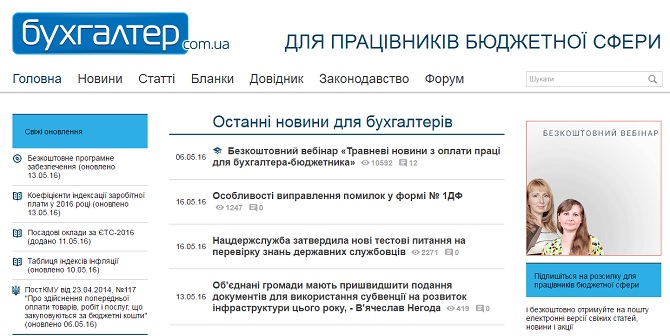 бухгалтер.com.ua
ДЛЯ ПРАЦІВНИКІВ БЮДЖЕТНОЇ СФЕРИ
Головна Новини Статті Бланки Довідник Законодавство Форум
Шукати
Свіжі оновлення
Безкоштовне програмне
забезпечення (оновлено
13.05.16)
Коефіцієнти індексації заробітної
плати у 2016 році (оновлено
13.05.16)
Посадові оклади за ЄТС-2016
(додано 11.05.16)
Таблиця індексів інфляції
(оновлено 10.05.16)
ПостКМУ від 23.04.2014, №117
"Про здійснення попередньої
оплати товарів, робіт і послуг, що
закуповуються за бюджетні кошти"
(оновлено 06.05.16)
Останні новини для бухгалтерів
06.05.16 Безкоштовний вебінар «Травневі новини з оплати праці
для бухгалтера-бюджетника» 10592 12
16.05.16 Особливості виправлення помилок у формі № 1ДФ
1247 0
16.05.16 Нацдержслужба затвердила нові тестові питання на
перевірку знань державних службовців 2271 0
13.05.16 Об'єднані громади мають пришвидшити подання
документів для використання субвенції на розвиток
інфраструктури цього року, - В'ячеслав Негода 419 0
БЕЗКОШТОВНИЙ ВЕБІНАР
Підпишіться на розсилку для
працівників бюджетної сфери
і безкоштовно отримуйте на пошту
електронні версії свіжих статей,
новини і акції